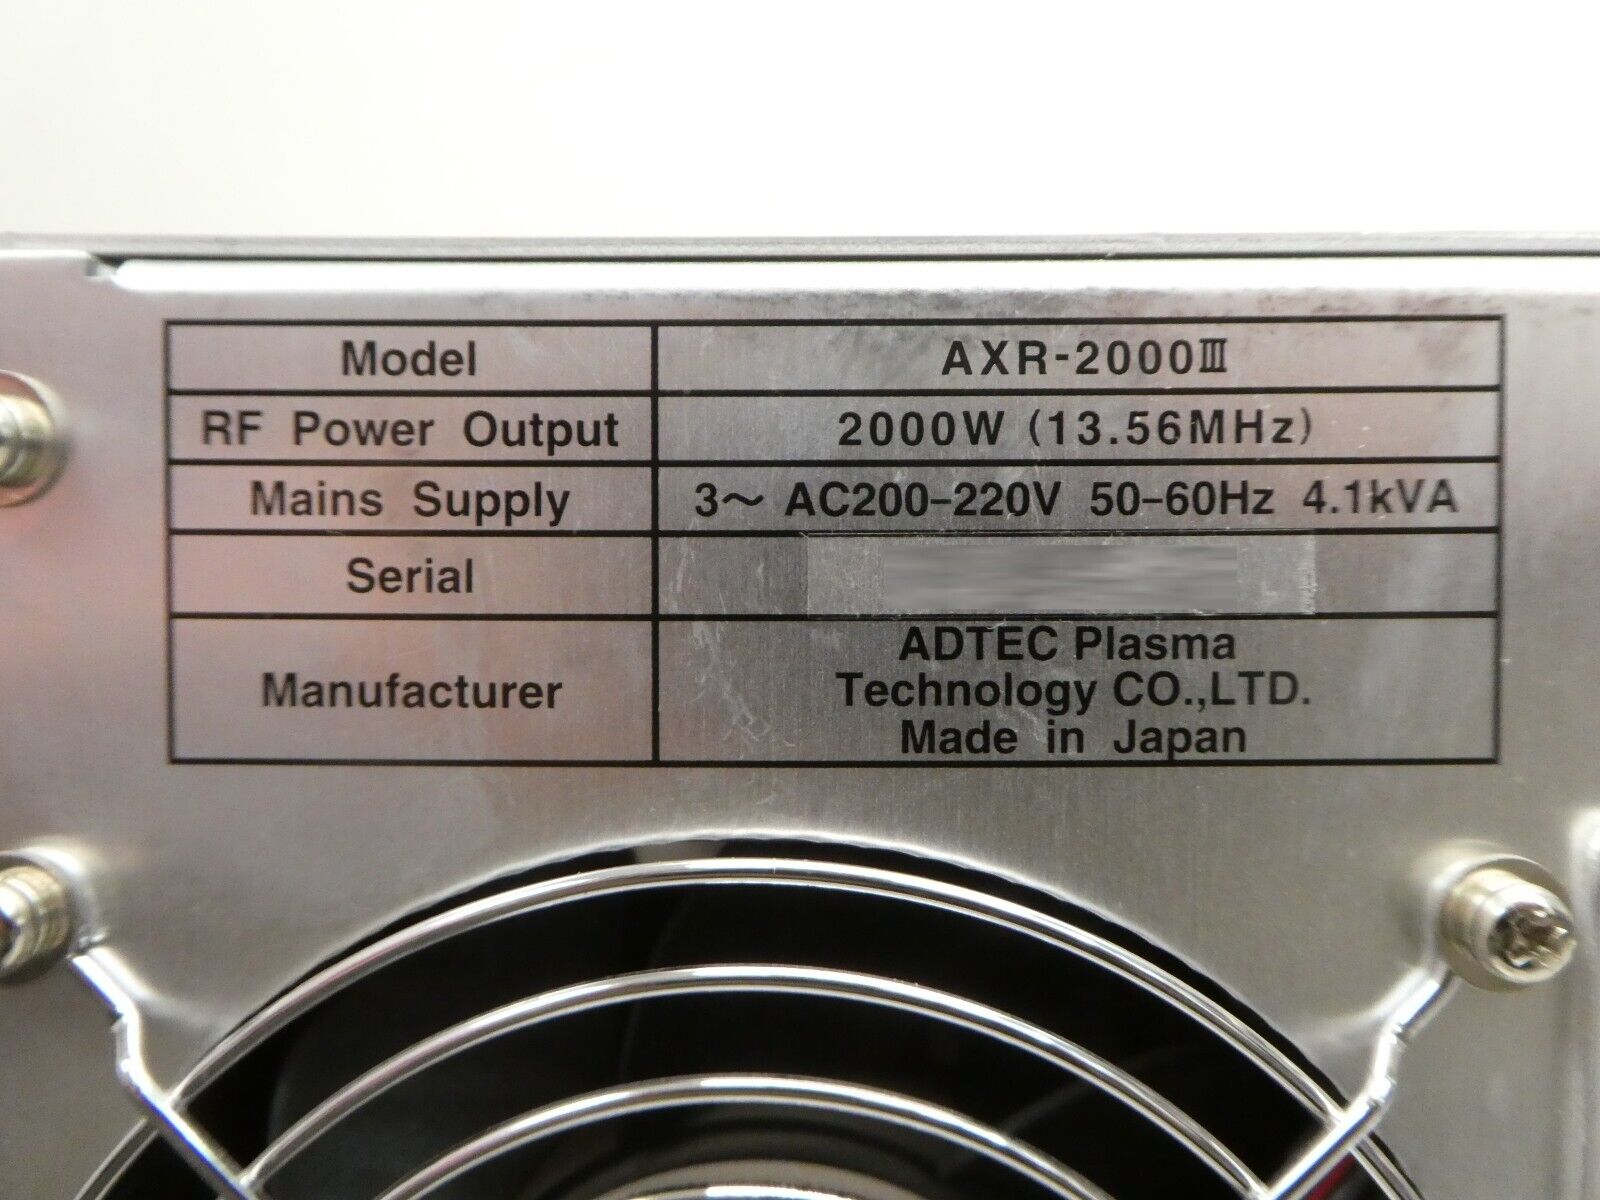 Model AXR-2000Ⅲ
RF Power Output 2000W (13.56MHz)
Mains Supply 3～ AC200-220V 50-60Hz 4.1kVA
Serial
Manufacturer
ADTEC Plasma
Technology CO.,LTD.
Made in Japan